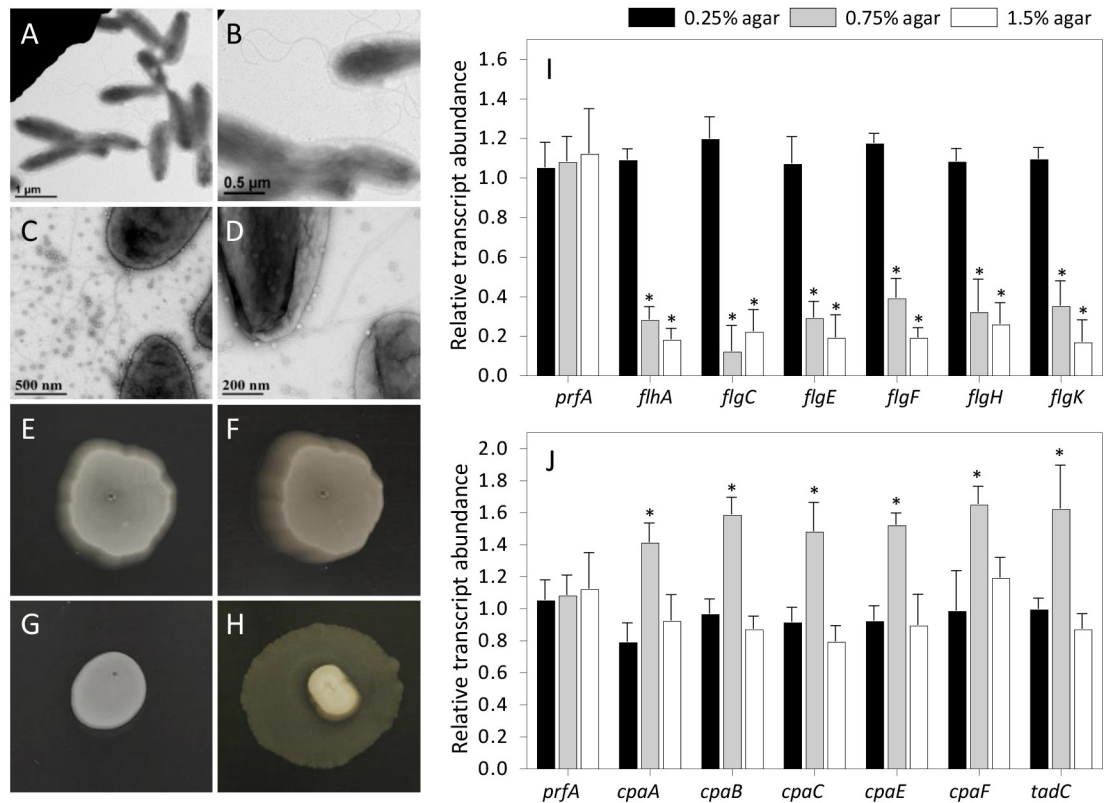 A
B
1 µm
0.5 µm
C
D
500 nm
200 nm
E
F
G
H
0.25% agar 0.75% agar 1.5% agar
I
Relative transcript abundance
1.6
1.4
1.2
1.0
0.8
0.6
0.4
0.2
0.0
* * * * * * * * * * * *
prfA flhA flgC flgE flgF flgH flgK
J
Relative transcript abundance
2.0
1.8
1.6
1.4
1.2
1.0
0.8
0.6
0.4
0.2
0.0
* * * * * *
prfA cpaA cpaB cpaC cpaE cpaF tadC